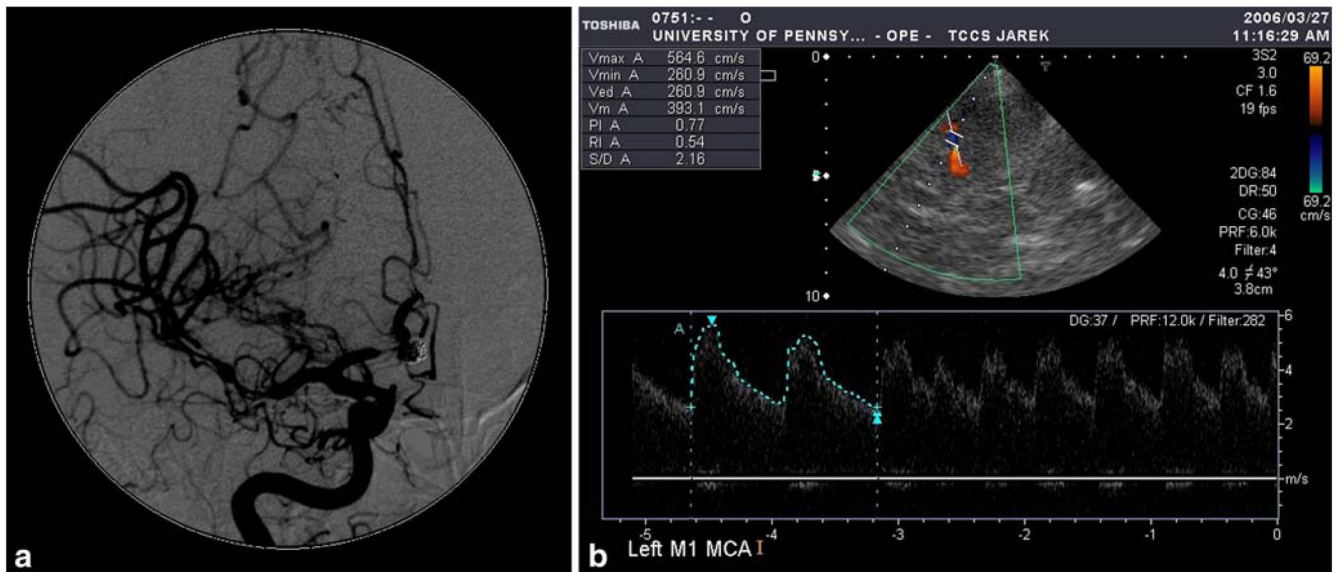 a
TOSHIBA
0751:- - O
2006/03/27
UNIVERSITY OF PENNSY... - OPE - TCCS JAREK
11:16:29 AM
Vmax A 564.6 cm/s
Vmin A 260.9 cm/s
Ved A 260.9 cm/s
Vm A 393.1 cm/s
PI A 0.77
RI A 0.54
S/D A 2.16
0
5
10
T
3S2
3.0
CF 1.6
19 fps
69.2
69.2
cm/s
2DG:84
DR:50
CG:46
PRF:6.0k
Filter:4
4.0 43°
3.8cm
DG:37 / PRF:12.0k / Filter:282
A
6
4
2
m/s
-5 -4 -3 -2 -1 0
b
Left M1 MCA